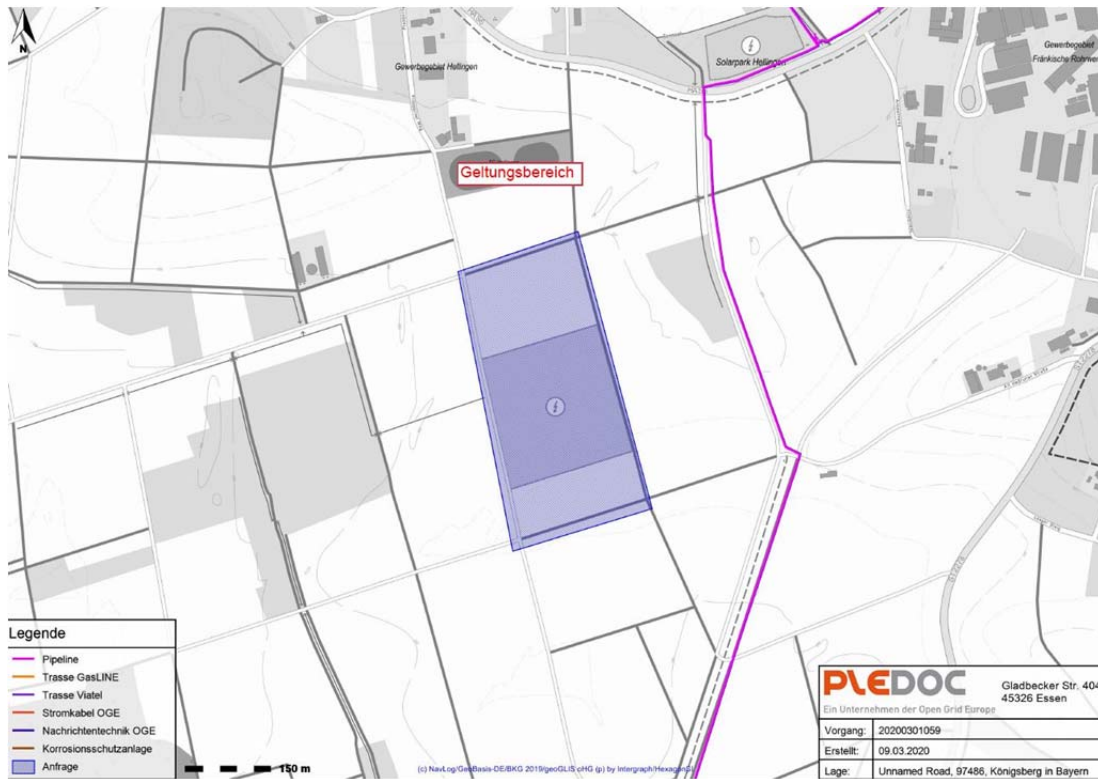 N
Gewerbegebiet Hellingen
Solarpark Hellingen
Gewerbegebiet
Fränkische Rohrwer
Geltungsbereich
Legende
Pipeline
Trasse GasLINE
Trasse Viatel
Stromkabel OGE
Nachrichtentechnik OGE
Korrosionsschutzanlage
Anfrage
150 m
(c) NavLog/GeoBasis-DE/BKG 2019/geoGLIS oHG (p) by Intergraph/Hexagon
PLEDOC
Gladbecker Str. 404
45326 Essen
Ein Unternehmen der Open Grid Europe
Vorgang: 20200301059
Erstellt: 09.03.2020
Lage: Unnamed Road, 97486, Königsberg in Bayern